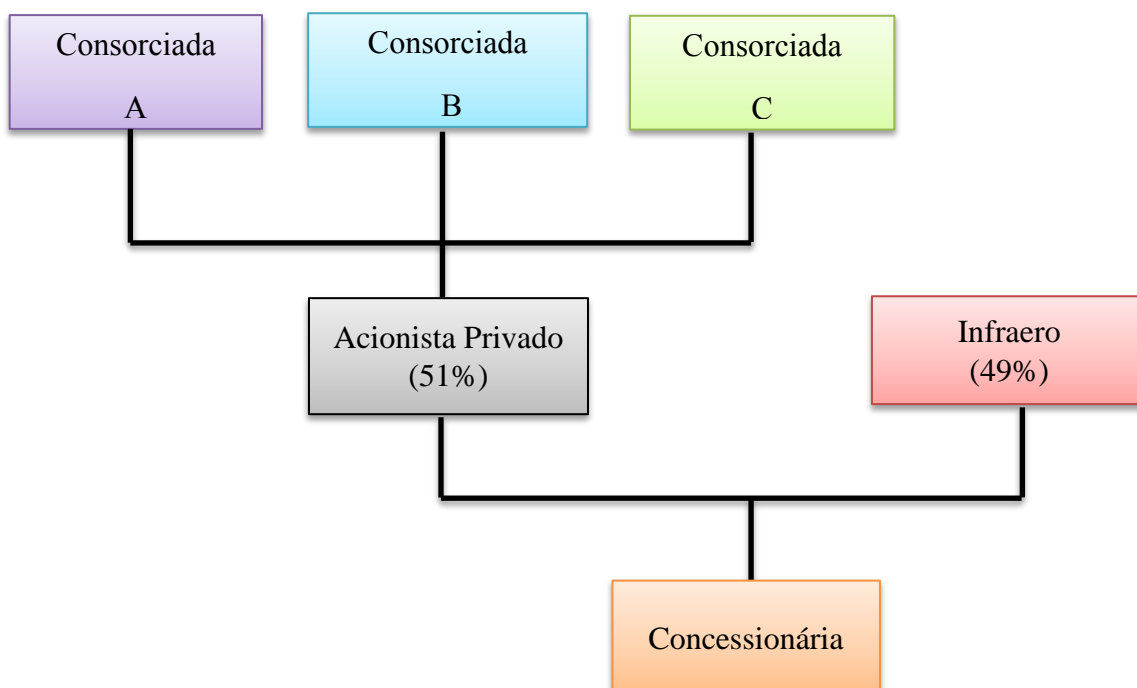 Consorciada
A
Consorciada
B
Consorciada
C
Acionista Privado
(51%)
Infraero
(49%)
Concessionária